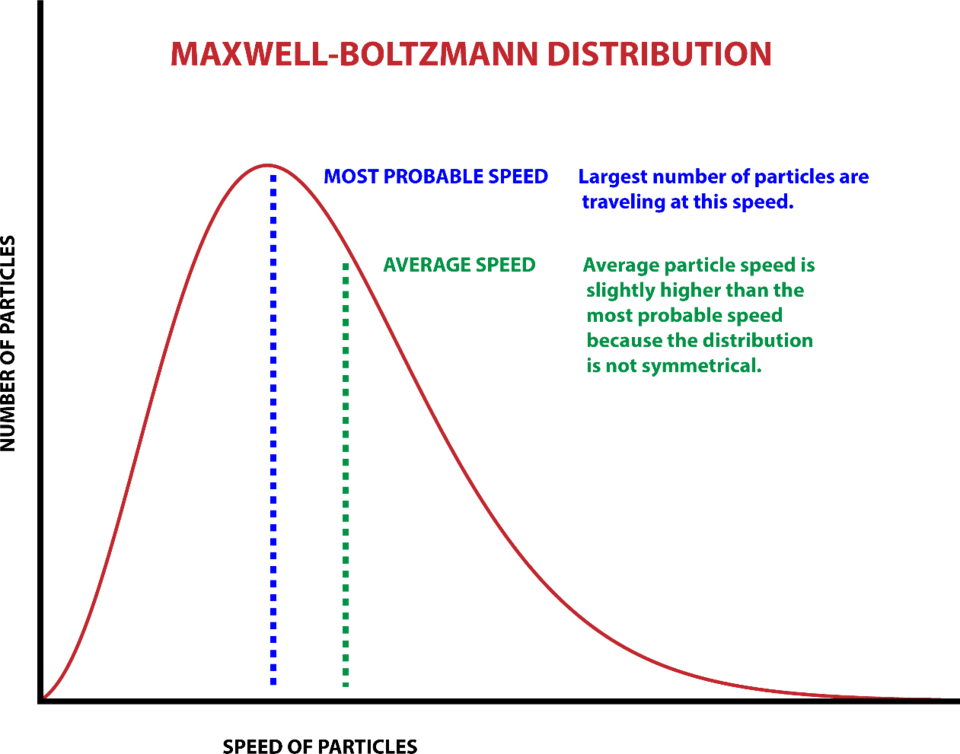 MAXWELL-BOLTZMANN DISTRIBUTION
MOST PROBABLE SPEED
Largest number of particles are
traveling at this speed.
AVERAGE SPEED
Average particle speed is
slightly higher than the
most probable speed
because the distribution
is not symmetrical.
NUMBER OF PARTICLES
SPEED OF PARTICLES